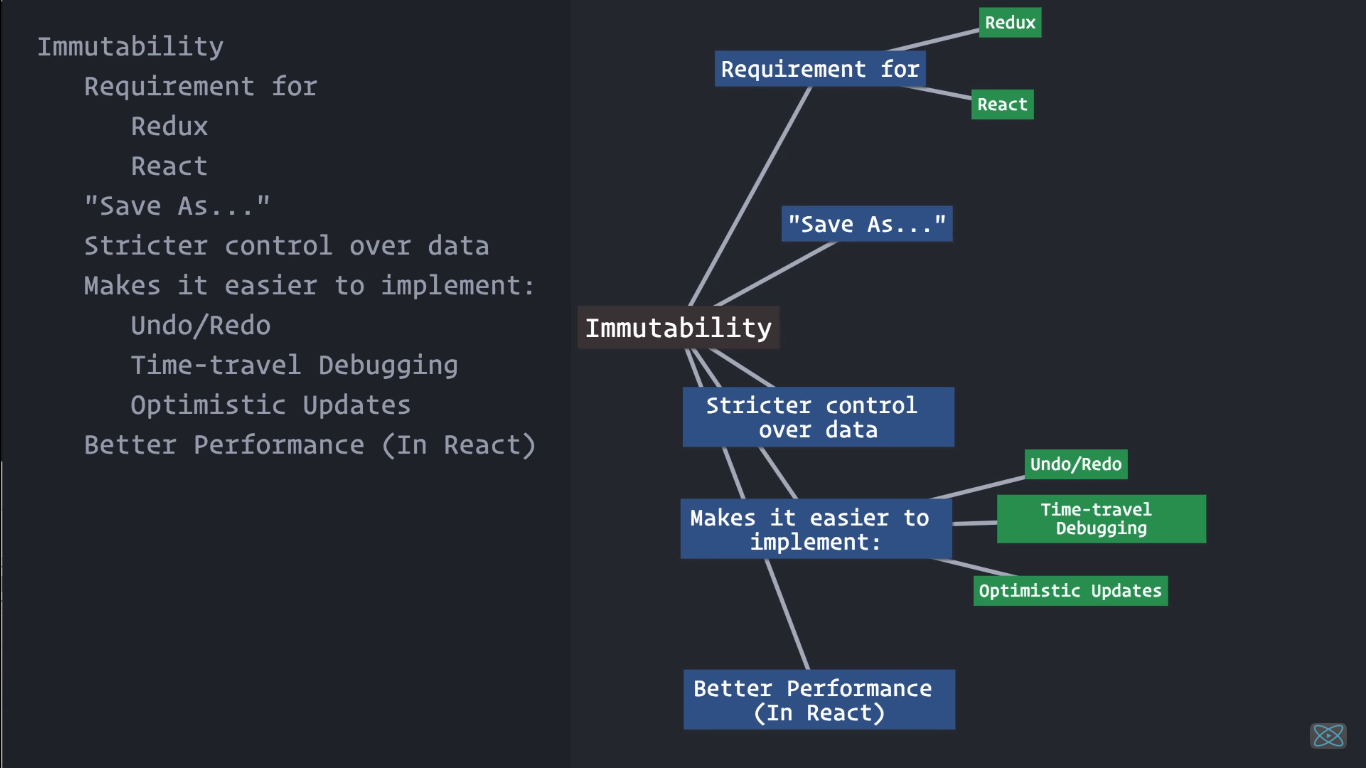 Immutability
Requirement for
Redux
React
"Save As..."
Stricter control over data
Makes it easier to implement:
Undo/Redo
Time-travel Debugging
Optimistic Updates
Better Performance (In React)
Redux
Requirement for
React
"Save As..."
Immutability
Stricter control
over data
Undo/Redo
Makes it easier to
implement:
Time-travel
Debugging
Optimistic Updates
Better Performance
(In React)